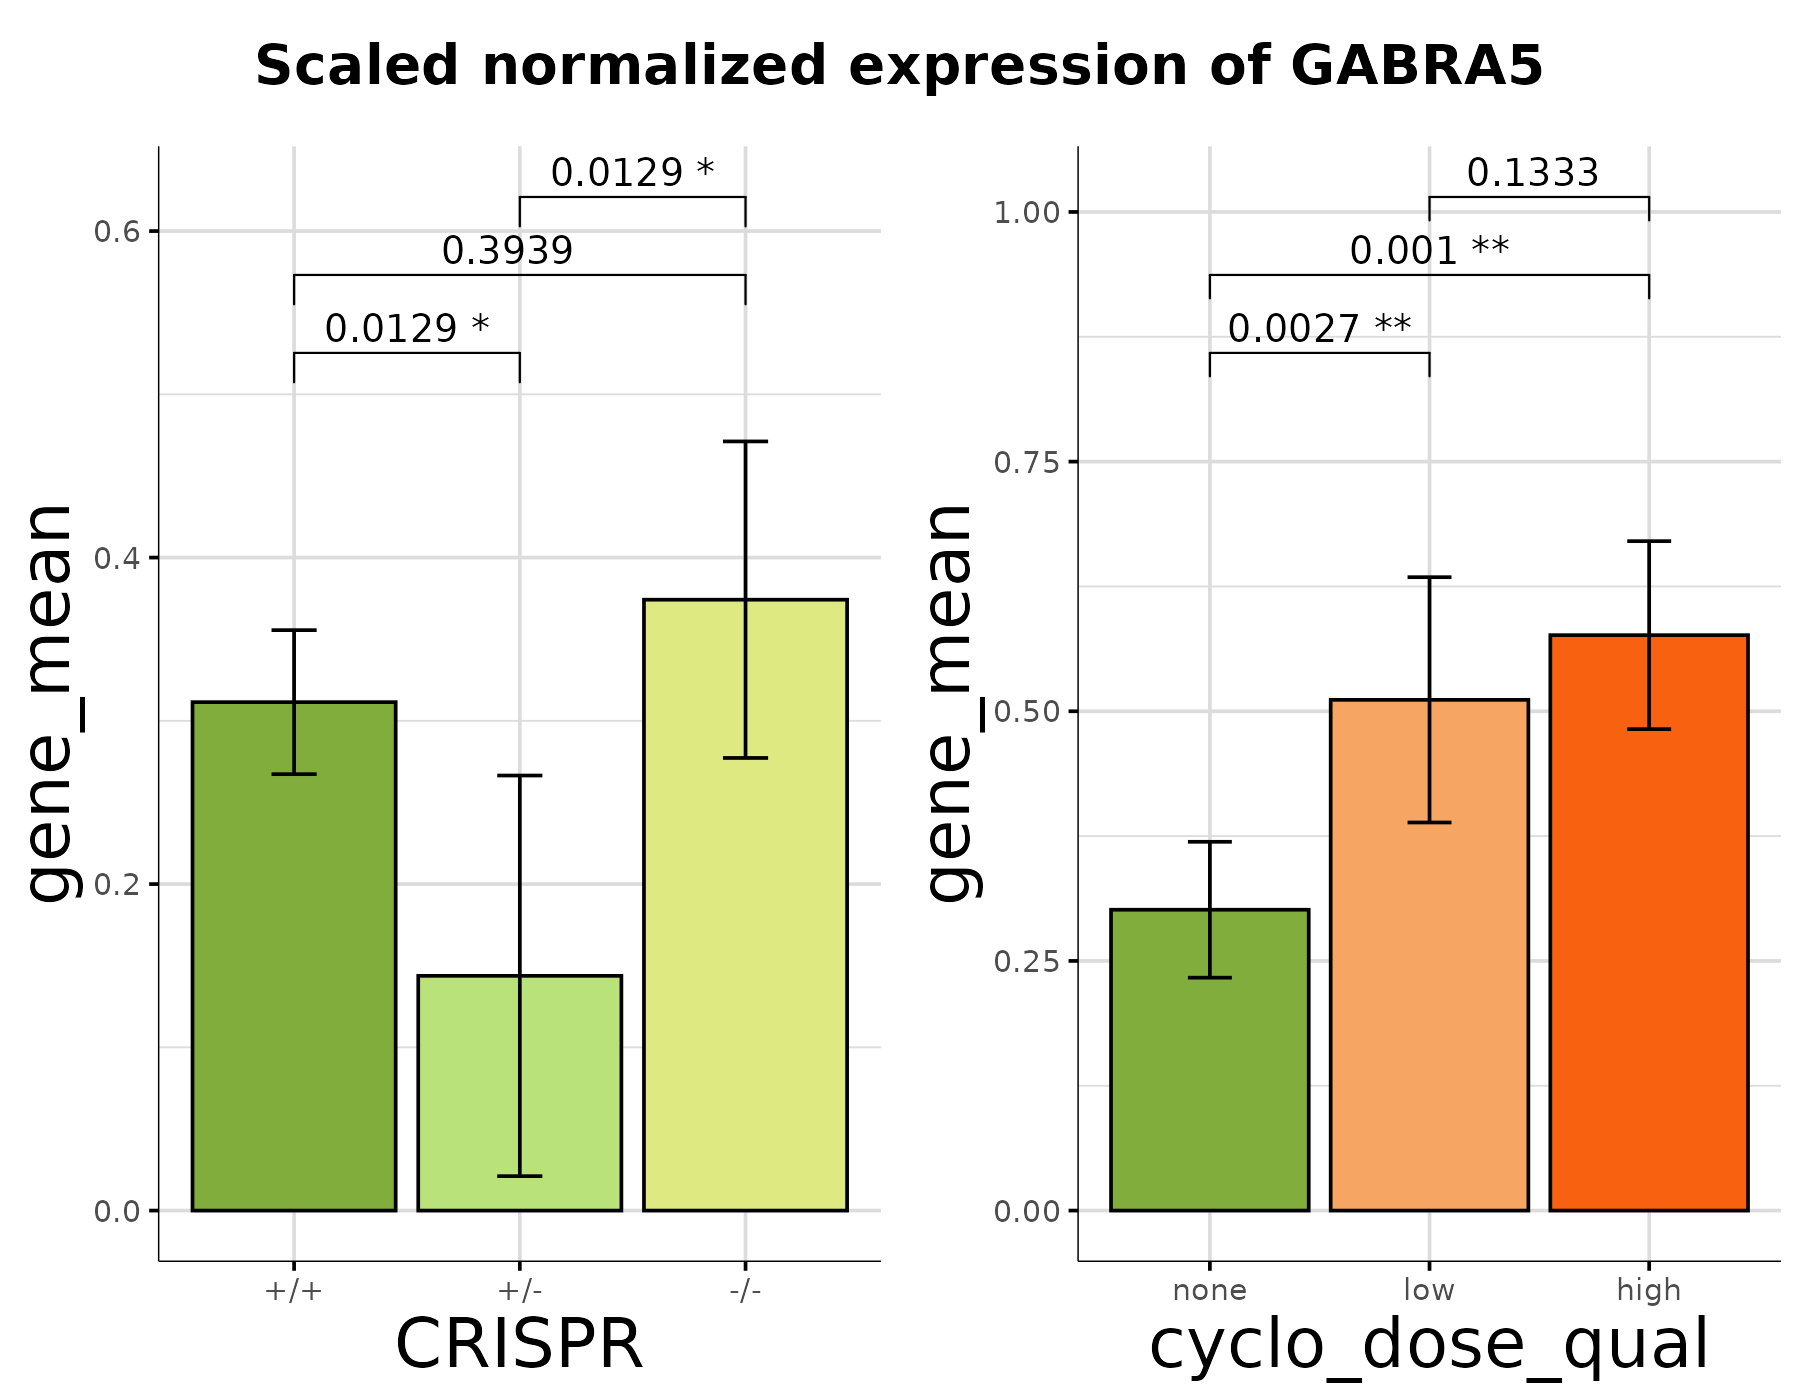 Scaled normalized expression of GABRA5
gene_mean
0.6
0.4
0.2
0.0
0.0129 *
0.3939
0.0129 *
+/+ +/- -/-
CRISPR
gene_mean
1.00
0.75
0.50
0.25
0.00
0.1333
0.001 **
0.0027 **
none low high
cyclo_dose_qual